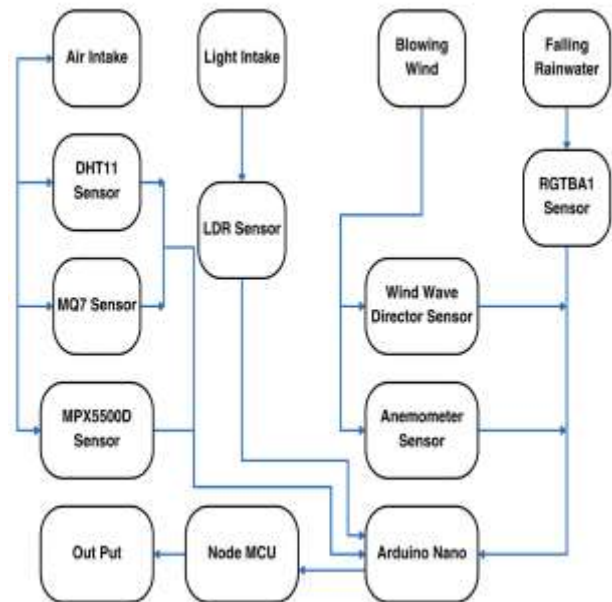 Air Intake
Light Intake
Blowing
Wind
Falling
Rainwater
DHT11
Sensor
LDR Sensor
RGTBA1
Sensor
MQ7 Sensor
Wind Wave
Director Sensor
MPX5500D
Sensor
Anemometer
Sensor
Out Put
Node MCU
Arduino Nano